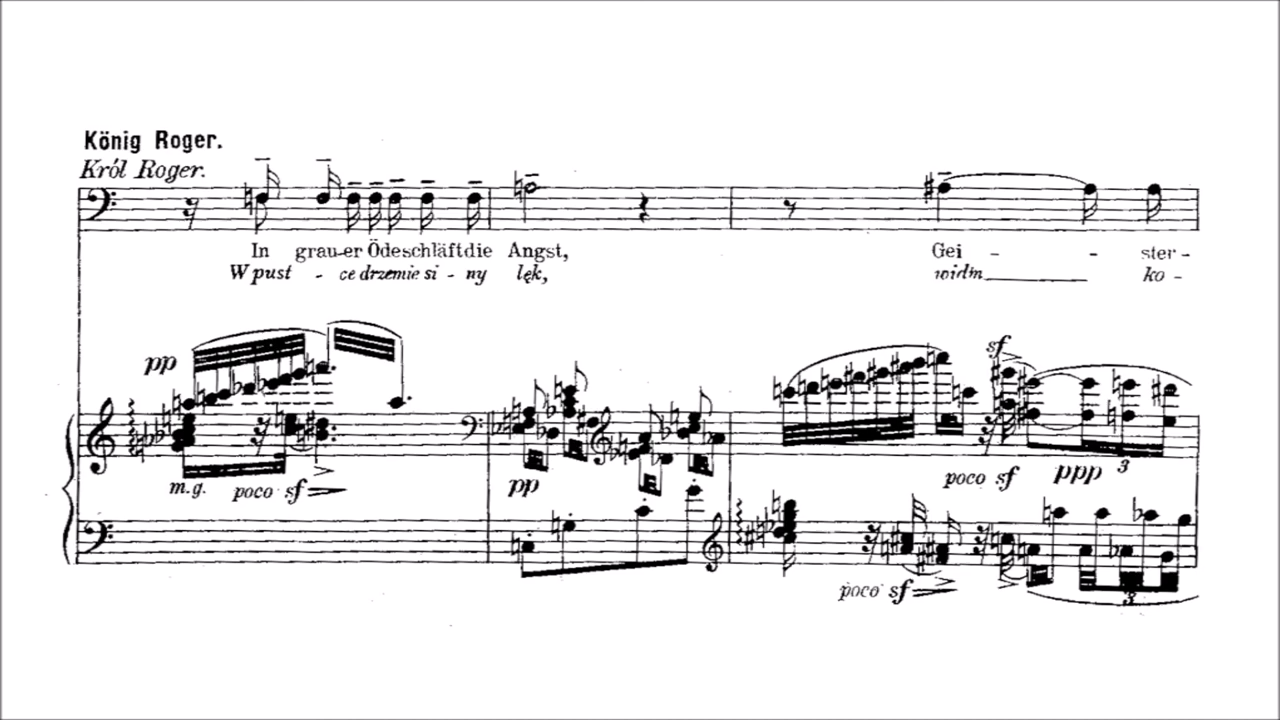 König Roger.
Król Roger.
In grau-er Ödeschläftdie Angst, Gei - - ster-
W pust - ce drzemie si - ny lęk, widm ko -
pp
sf
m.g. poco sf
pp
poco sf ppp
3
poco sf
3